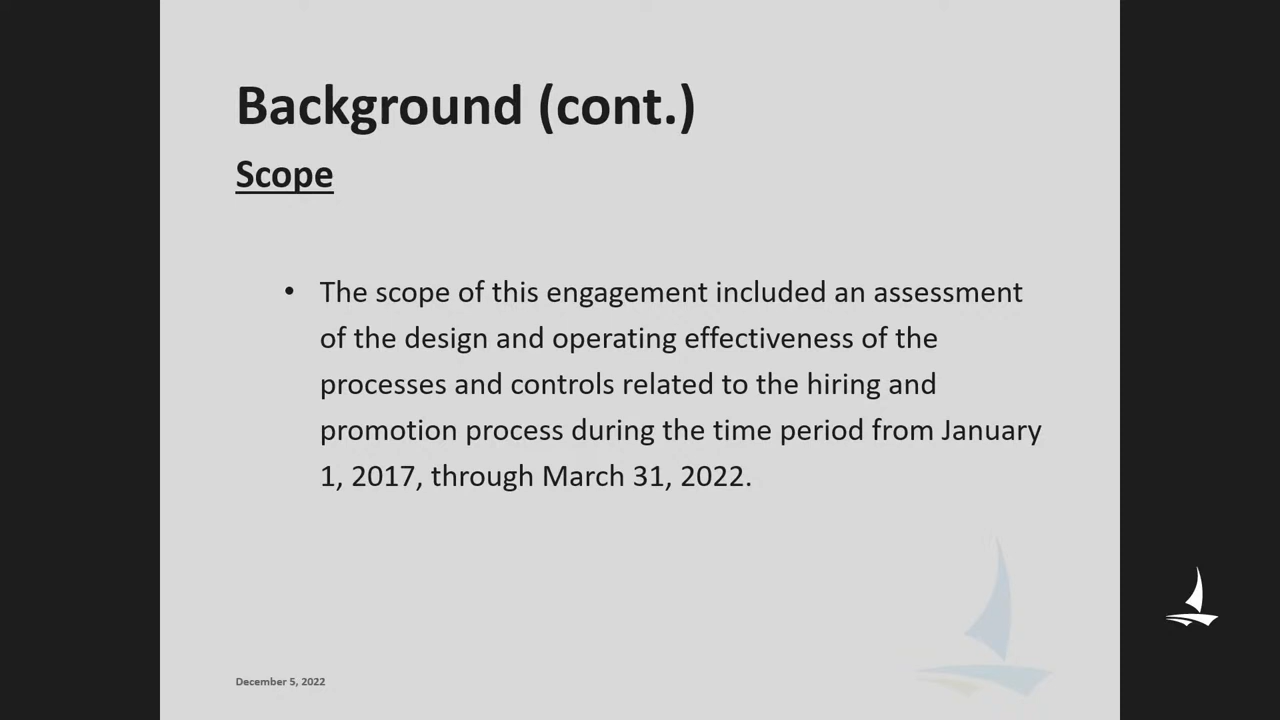 Background (cont.)
Scope
• The scope of this engagement included an assessment
of the design and operating effectiveness of the
processes and controls related to the hiring and
promotion process during the time period from January
1, 2017, through March 31, 2022.
December 5, 2022